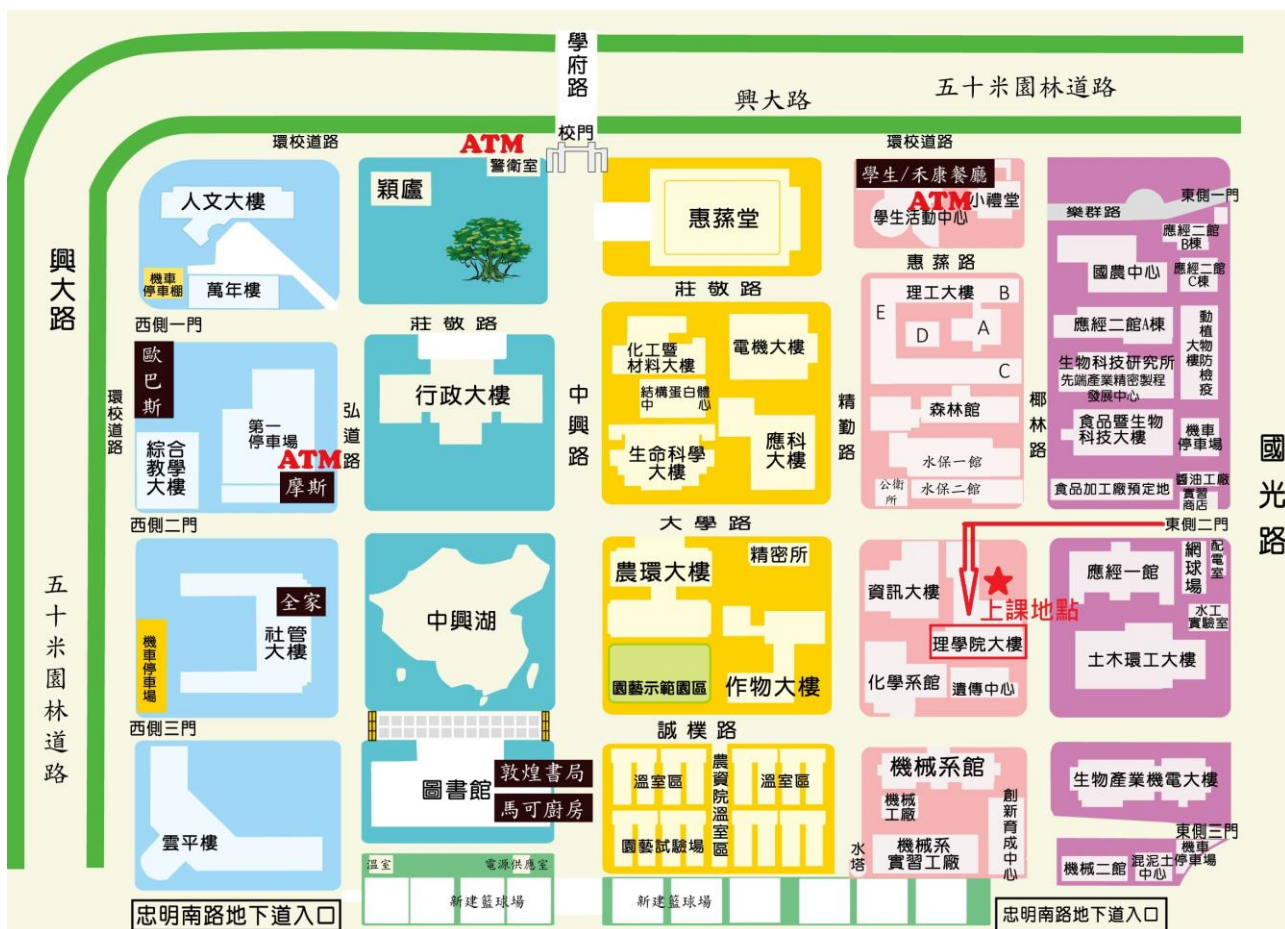 學府路
五十米園林道路
興大路
校門
環校道路
ATM
警衛室
環校道路
學生/禾康餐廳
ATM
小禮堂
學生活動中心
東側一門
樂群路
應經二館
B棟
人文大樓
穎廬
惠蓀堂
國農中心
應經二館
C棟
機車
停車棚
萬年樓
惠蓀路
莊敬路
理工大樓
B
E
A
D
C
興大路
西側一門
莊敬路
化工暨
材料大樓
電機大樓
應經二館A棟
動植物防檢疫
大樓
歐巴斯
行政大樓
結構蛋白體
中心
生物科技研究所
先端產業精密製程
發展中心
環校道路
弘道路
中興路
精勤路
森林館
椰林路
第一
停車場
綜合
教學
大樓
ATM
摩斯
生命科學
大樓
應科大樓
水保一館
食品暨生物
科技大樓
機車
停車場
國光路
公衛所
水保二館
食品加工廠預定地
醬油工廠
實習
商店
西側二門
大學路
東側二門
農環大樓
精密所
應經一館
網球場
配電室
資訊大樓
上課地點
全家
社管
大樓
中興湖
水工
實驗室
理學院大樓
土木環工大樓
五十米園林道路
機車停車場
園藝示範園區
作物大樓
化學系館
遺傳中心
西側三門
誠樸路
圖書館
敦煌書局
馬可廚房
溫室區
農資院溫室區
溫室區
機械系館
生物產業機電大樓
機械
工廠
創新育成中心
雲平樓
園藝試驗場
水塔
機械系
實習工廠
東側三門
機車
停車場
機械二館
混泥土
中心
溫室
電源供應室
新建籃球場
新建籃球場
忠明南路地下道入口
忠明南路地下道入口